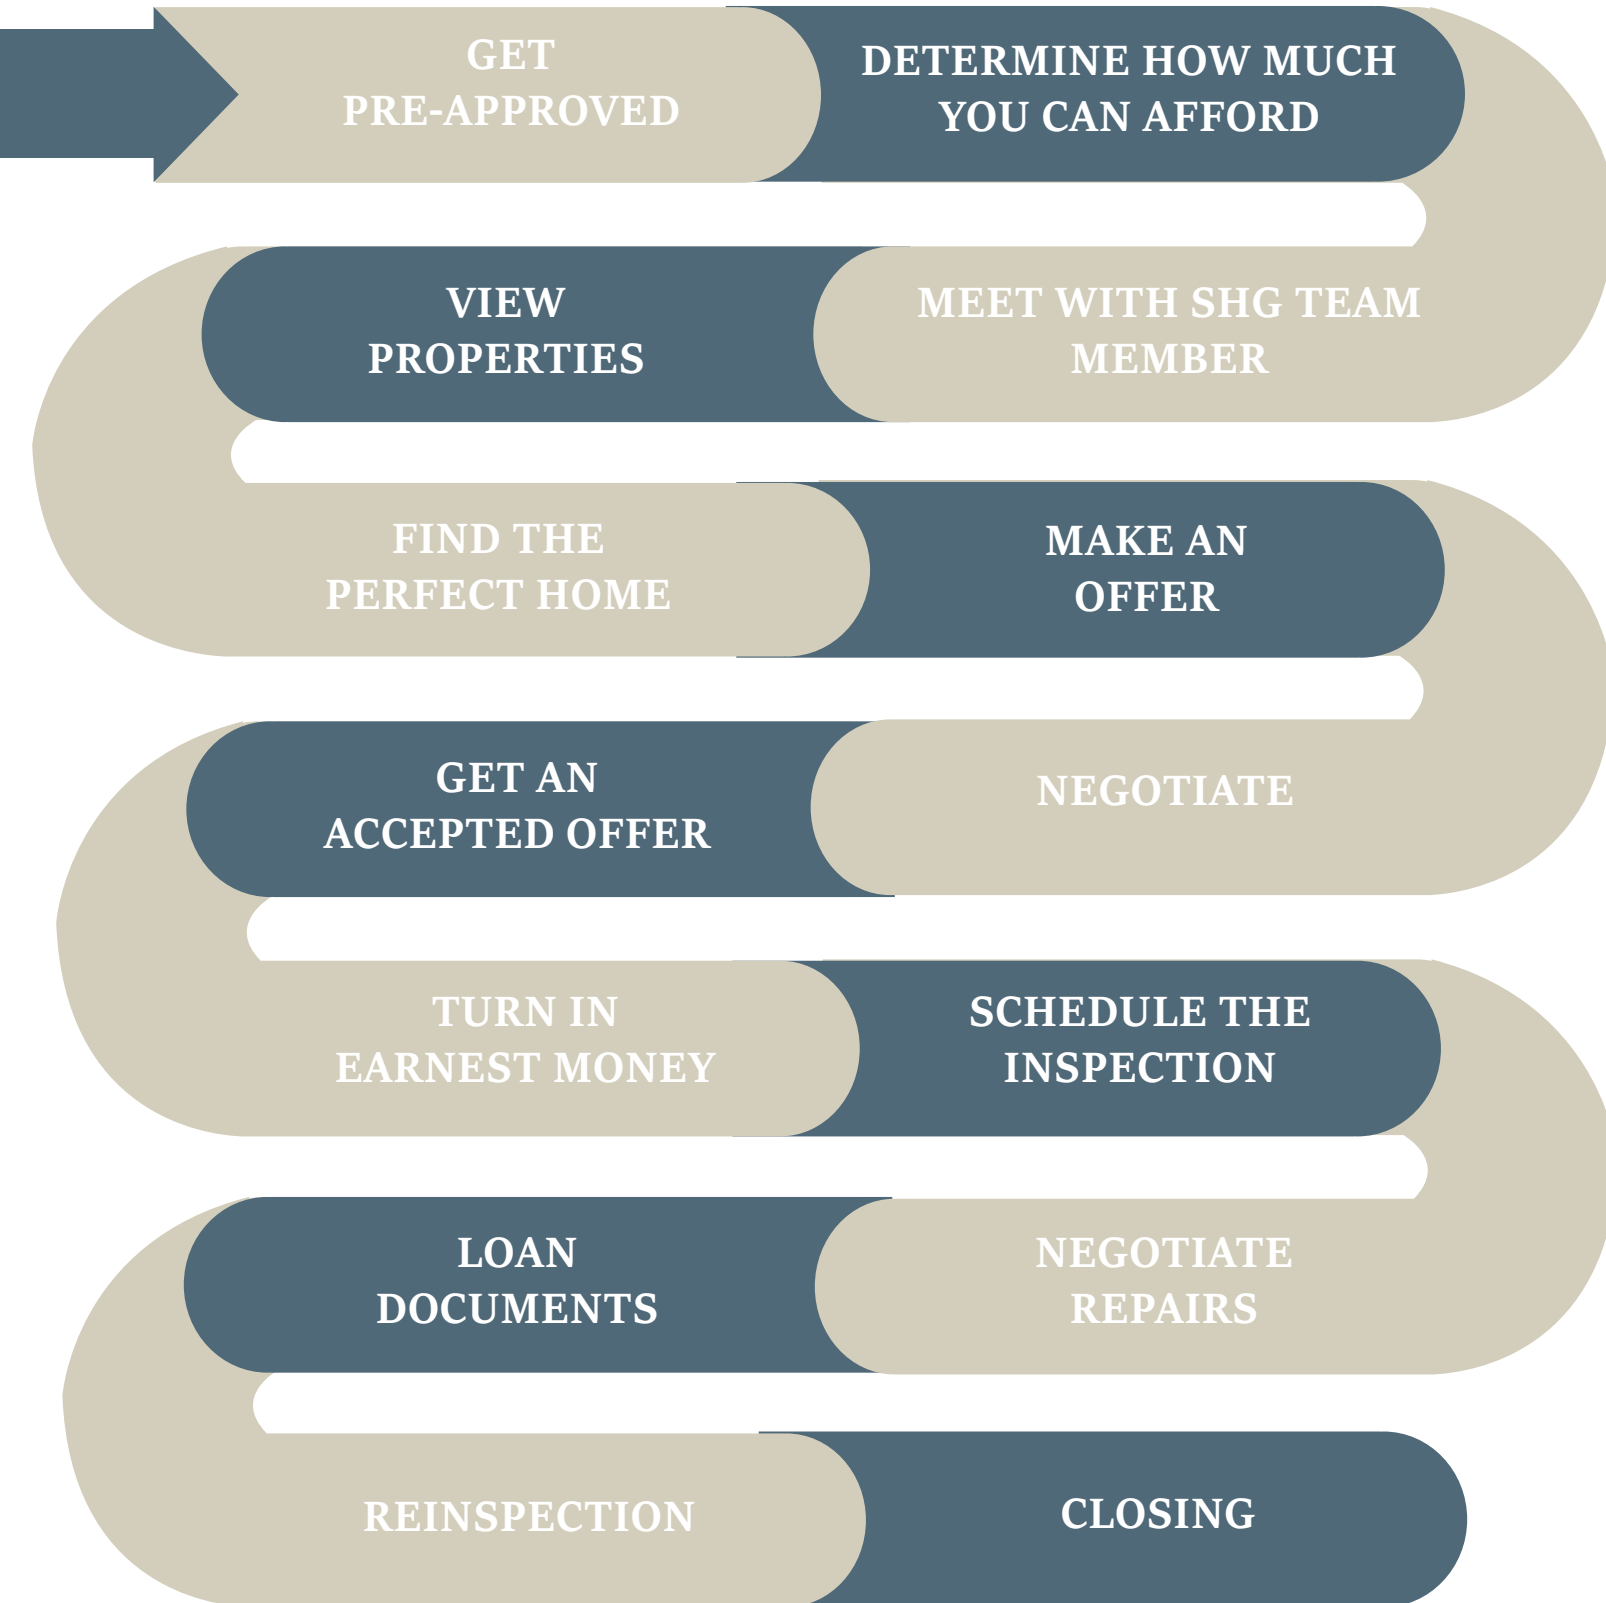 GET
PRE-APPROVED
DETERMINE HOW MUCH
YOU CAN AFFORD
MEET WITH SHG TEAM
MEMBER
VIEW
PROPERTIES
FIND THE
PERFECT HOME
MAKE AN
OFFER
NEGOTIATE
GET AN
ACCEPTED OFFER
TURN IN
EARNEST MONEY
SCHEDULE THE
INSPECTION
NEGOTIATE
REPAIRS
LOAN
DOCUMENTS
REINSPECTION
CLOSING